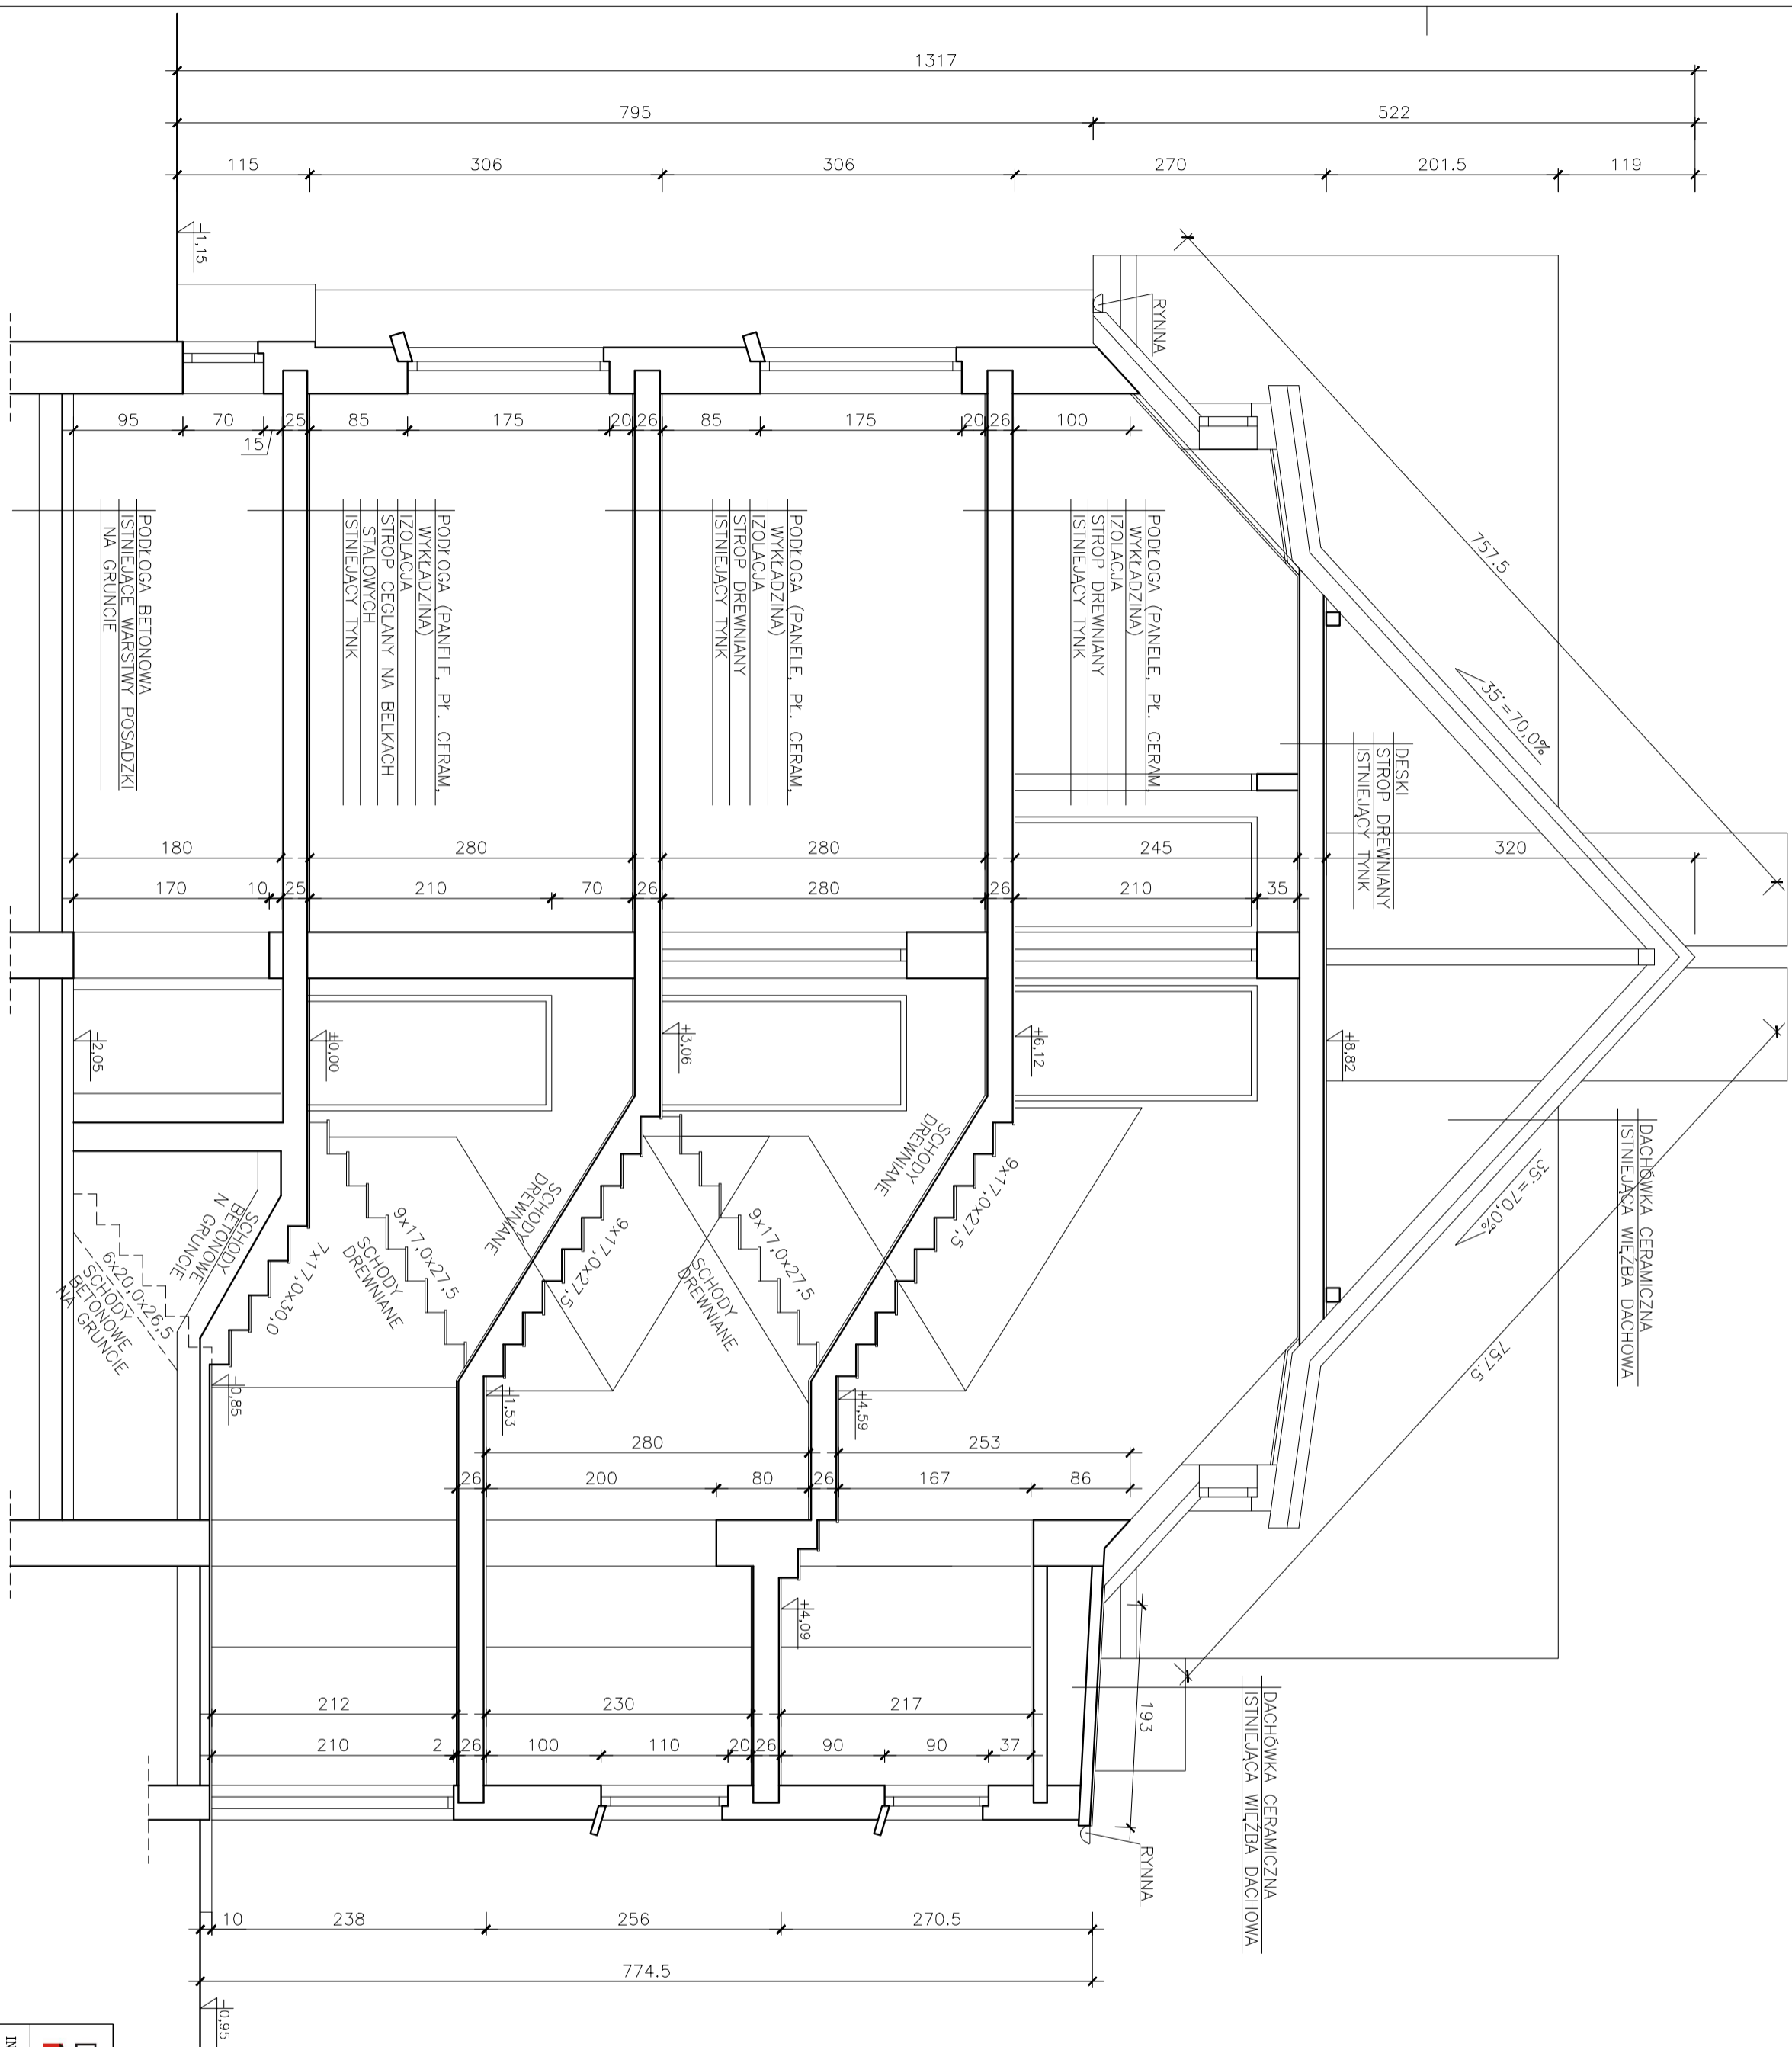 1317
795
522
115
306
306
270
201.5
119
-1,15
RYNNA
757.5
35°=70,0%
95
70
15
25
85
175
20
26
85
175
20
26
100
PODŁOGA BETONOWA
ISTNIEJĄCE WARSTWY POSADZKI
NA GRUNCIE
PODŁOGA (PANELE, PŁ. CERAM,
WYKŁADZINA)
IZOLACJA
STROP CEGLANY NA BELKACH
STALOWYCH
ISTNIEJĄCY TYNK
PODŁOGA (PANELE, PŁ. CERAM,
WYKŁADZINA)
IZOLACJA
STROP DREWNIANY
ISTNIEJĄCY TYNK
PODŁOGA (PANELE, PŁ. CERAM,
WYKŁADZINA)
IZOLACJA
STROP DREWNIANY
ISTNIEJĄCY TYNK
DESKI
STROP DREWNIANY
ISTNIEJĄCY TYNK
180
280
280
245
320
170
10
25
210
70
26
280
26
210
35
-2,05
±0,00
+3,06
+6,12
+8,82
DACHÓWKA CERAMICZNA
ISTNIEJĄCA WIĘŹBA DACHOWA
35°=70,0%
757.5
SCHODY
DREWNIANE
9x17,0x27,5
SCHODY
DREWNIANE
9x17,0x27,5
9x17,0x27,5
SCHODY
DREWNIANE
9x17,0x27,5
SCHODY
DREWNIANE
7x17,0x30,0
SCHODY
BETONOWE
N GRUNCIE
6x20,0x26,5
SCHODY
BETONOWE
NA GRUNCIE
-0,85
+1,53
+4,59
280
253
26
200
80
26
167
86
+4,09
193
212
230
217
210
2
26
100
110
20
26
90
90
37
DACHÓWKA CERAMICZNA
ISTNIEJĄCA WIĘŹBA DACHOWA
RYNNA
10
238
256
270.5
774.5
-0,95